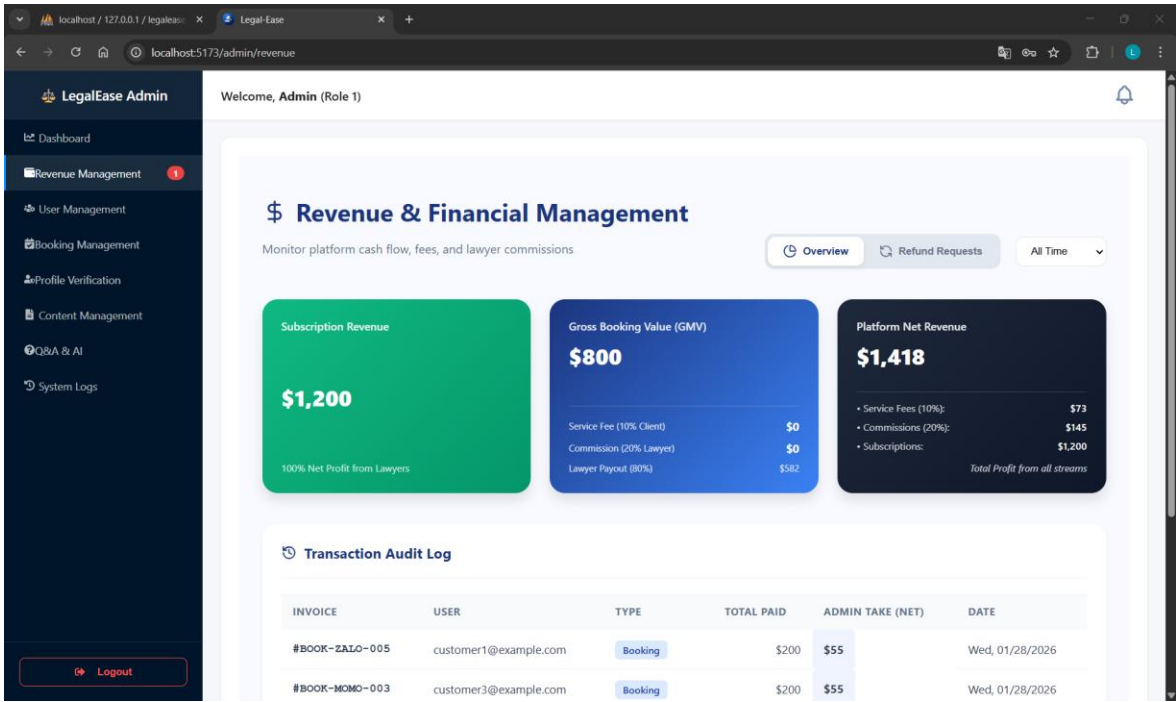 localhost / 127.0.0.1 / legalease
Legal-Ease
localhost:5173/admin/revenue
L
LegalEase Admin
Welcome, Admin (Role 1)
Dashboard
Revenue Management 1
User Management
Booking Management
Profile Verification
Content Management
Q&A & AI
System Logs
Logout
$ Revenue & Financial Management
Monitor platform cash flow, fees, and lawyer commissions
Overview
Refund Requests
All Time
Subscription Revenue
$1,200
100% Net Profit from Lawyers
Gross Booking Value (GMV)
$800
Service Fee (10% Client) $0
Commission (20% Lawyer) $0
Lawyer Payout (80%) $582
Platform Net Revenue
$1,418
• Service Fees (10%): $73
• Commissions (20%): $145
• Subscriptions: $1,200
Total Profit from all streams
Transaction Audit Log
INVOICE USER TYPE TOTAL PAID ADMIN TAKE (NET) DATE
#BOOK-ZALO-005 customer1@example.com Booking $200 $55 Wed, 01/28/2026
#BOOK-MOMO-003 customer3@example.com Booking $200 $55 Wed, 01/28/2026